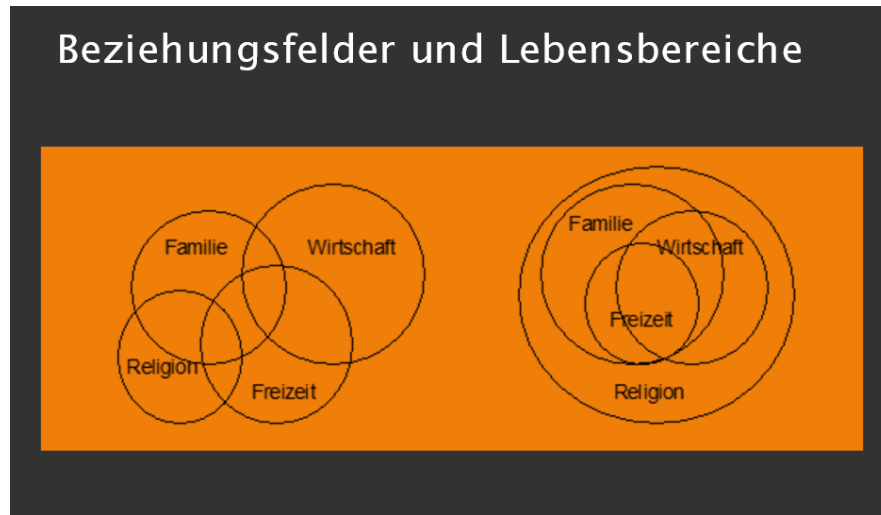 Beziehungsfelder und Lebensbereiche
Familie
Wirtschaft
Religion
Freizeit
Familie
Wirtschaft
Freizeit
Religion